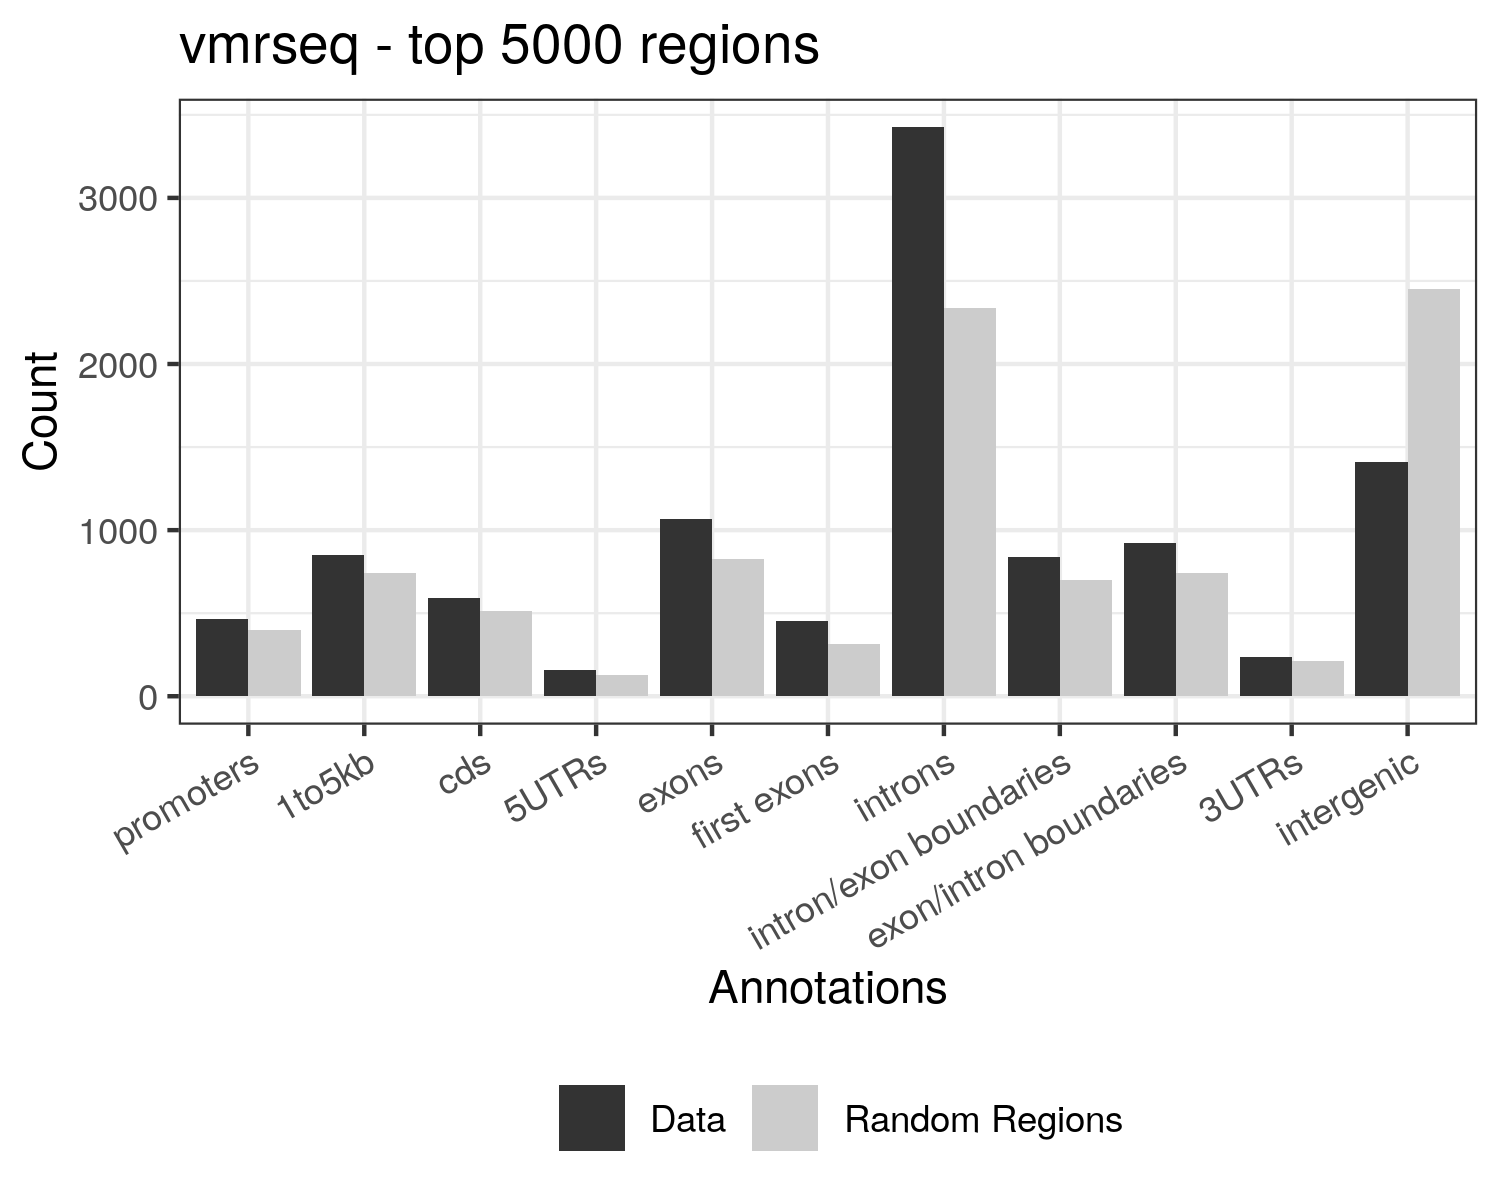 vmrseq - top 5000 regions
Count
3000
2000
1000
0
promoters
1to5kb
cds
5UTRs
exons
first exons
introns
intron/exon boundaries
exon/intron boundaries
3UTRs
intergenic
Annotations
Data
Random Regions